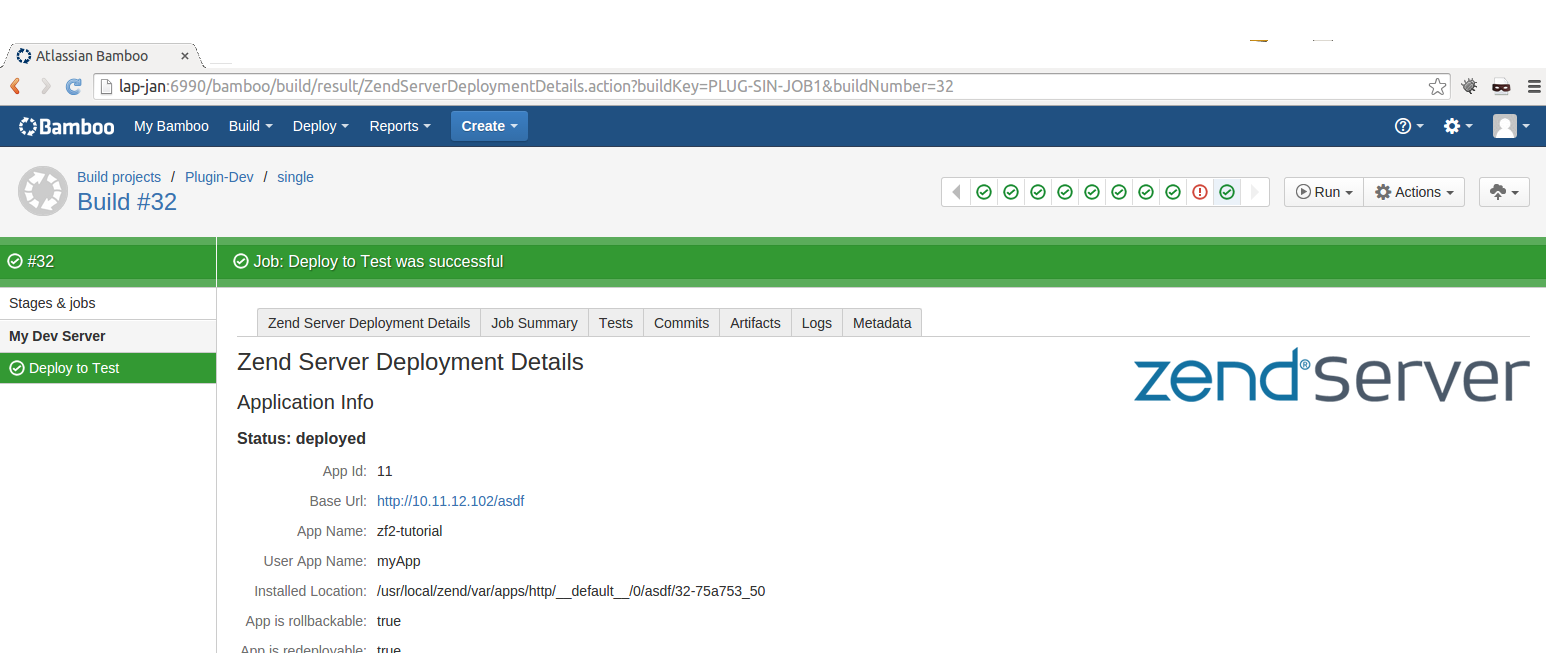 Atlassian Bamboo ×
lap-jan:6990/bamboo/build/result/ZendServerDeploymentDetails.action?buildKey=PLUG-SIN-JOB1&buildNumber=32
Bamboo My Bamboo Build Deploy Reports Create
Build projects / Plugin-Dev / single
Build #32
Run Actions
#32
Job: Deploy to Test was successful
Stages & jobs
My Dev Server
Deploy to Test
Zend Server Deployment Details Job Summary Tests Commits Artifacts Logs Metadata
Zend Server Deployment Details
zend® server
Application Info
Status: deployed
App Id: 11
Base Url: http://10.11.12.102/asdf
App Name: zf2-tutorial
User App Name: myApp
Installed Location: /usr/local/zend/var/apps/http/__default__/0/asdf/32-75a753_50
App is rollbackable: true
App is redeployable: true